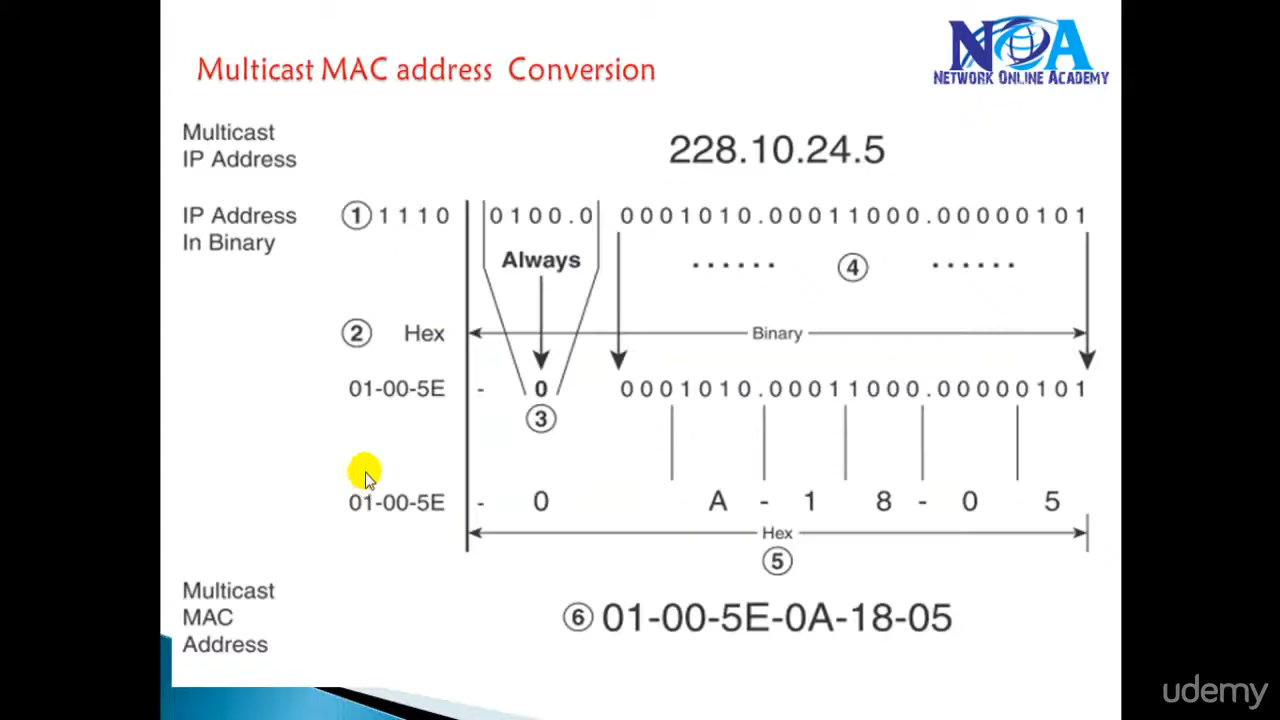 NOA
NETWORK ONLINE ACADEMY
Multicast MAC address Conversion
Multicast
IP Address
228.10.24.5
IP Address
In Binary
① 1 1 1 0 0 1 0 0 . 0 0 0 0 1 0 1 0 . 0 0 0 1 1 0 0 0 . 0 0 0 0 0 1 0 1
Always
...... ④ ......
② Hex
Binary
01-00-5E - 0 0 0 0 1 0 1 0 . 0 0 0 1 1 0 0 0 . 0 0 0 0 0 1 0 1
③
01-00-5E - 0 A - 1 8 - 0 5
Hex
⑤
Multicast
MAC
Address
⑥ 01-00-5E-0A-18-05
udemy